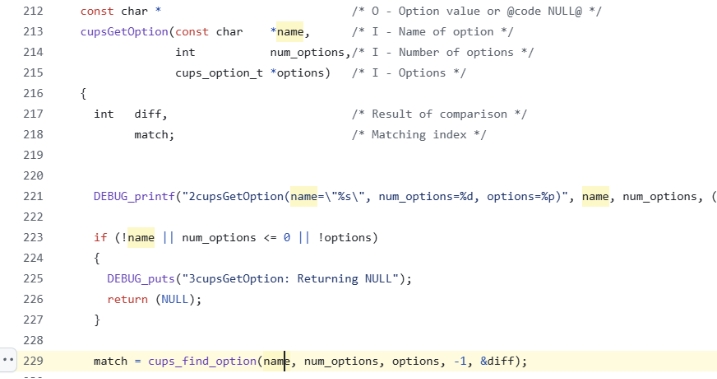 212 const char * /* O - Option value or @code NULL@ */
213 cupsGetOption(const char *name, /* I - Name of option */
214 int num_options,/* I - Number of options */
215 cups_option_t *options) /* I - Options */
216 {
217 int diff, /* Result of comparison */
218 match; /* Matching index */
219
220
221 DEBUG_printf("2cupsGetOption(name=\"%s\", num_options=%d, options=%p)", name, num_options, (
222
223 if (!name || num_options <= 0 || !options)
224 {
225 DEBUG_puts("3cupsGetOption: Returning NULL");
226 return (NULL);
227 }
228
229 match = cups_find_option(name, num_options, options, -1, &diff);